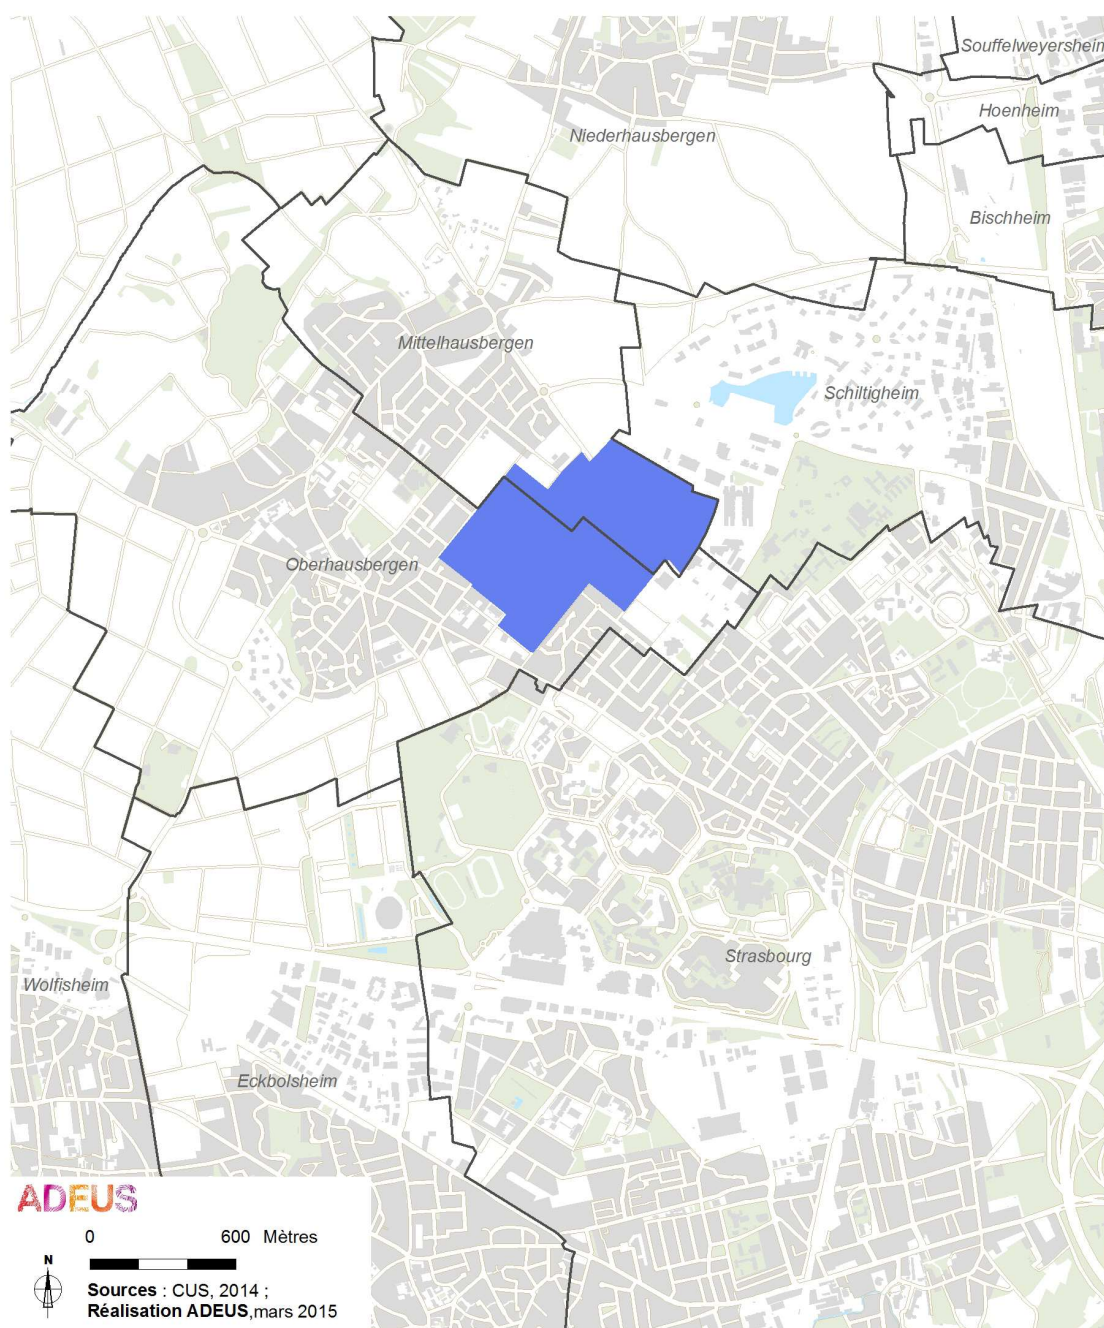 Souffelweyersheim
Hoenheim
Niederhausbergen
Bischheim
Mittelhausbergen
Schiltigheim
Oberhausbergen
Strasbourg
Wolfisheim
Eckbolsheim
ADEUS
0 600 Mètres
N
Sources : CUS, 2014 ;
Réalisation ADEUS,mars 2015